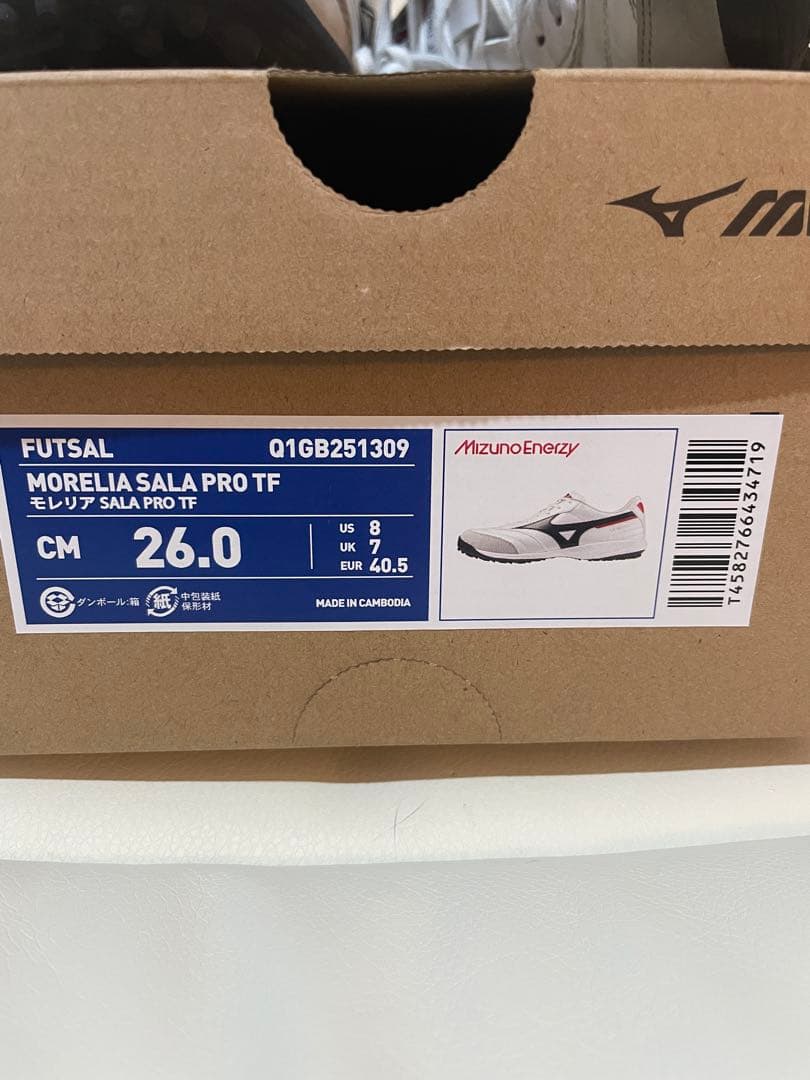 FUTSAL Q1GB251309
MORELIA SALA PRO TF
モレリア SALA PRO TF
CM 26.0
US 8
UK 7
EUR 40.5
ダンボール:箱
紙
中包装紙
保形材
MADE IN CAMBODIA
MizunoEnerzy
T4582766434719